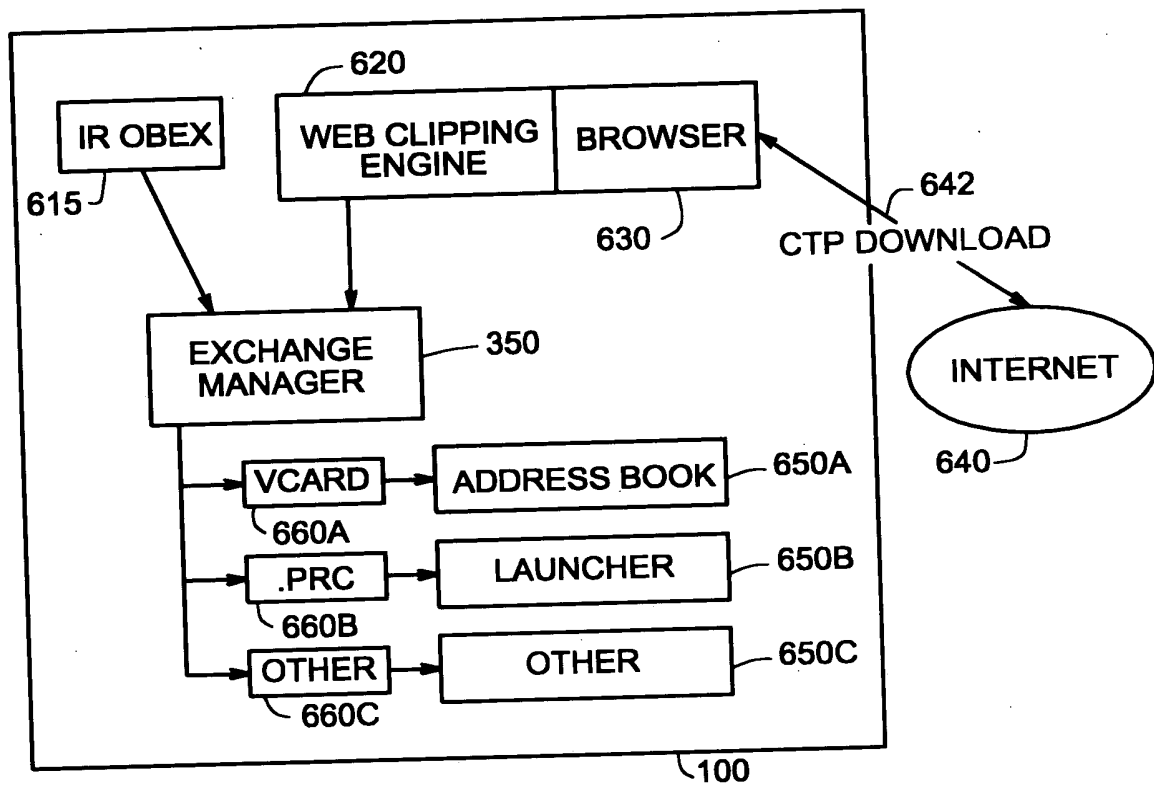 620
IR OBEX
WEB CLIPPING
ENGINE
BROWSER
615
630
642
CTP DOWNLOAD
EXCHANGE
MANAGER
350
INTERNET
640
VCARD
ADDRESS BOOK
650A
660A
.PRC
LAUNCHER
650B
660B
OTHER
OTHER
650C
660C
100